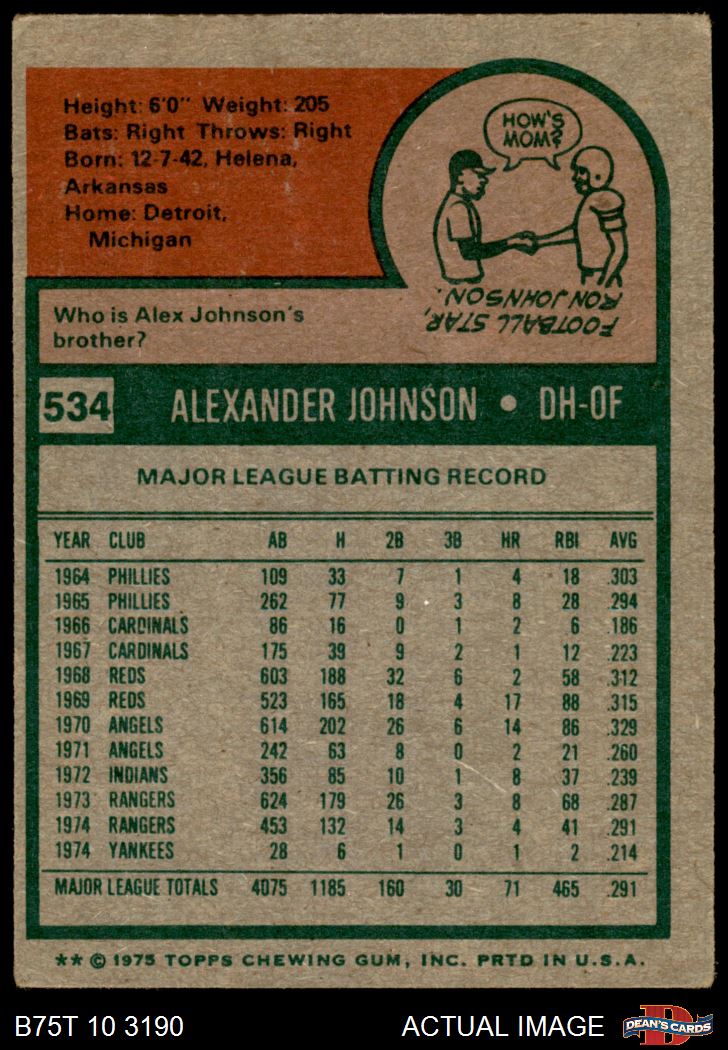 Height: 6'0" Weight: 205
Bats: Right Throws: Right
Born: 12-7-42, Helena,
Arkansas
Home: Detroit,
Michigan
HOW'S
MOM?
Who is Alex Johnson's
brother?
FOOTBALL STAR,
RON JOHNSON.
534 ALEXANDER JOHNSON • DH-OF
MAJOR LEAGUE BATTING RECORD
YEAR CLUB AB H 2B 3B HR RBI AVG
1964 PHILLIES 109 33 7 1 4 18 .303
1965 PHILLIES 262 77 9 3 8 28 .294
1966 CARDINALS 86 16 0 1 2 6 .186
1967 CARDINALS 175 39 9 2 1 12 .223
1968 REDS 603 188 32 6 2 58 .312
1969 REDS 523 165 18 4 17 88 .315
1970 ANGELS 614 202 26 6 14 86 .329
1971 ANGELS 242 63 8 0 2 21 .260
1972 INDIANS 356 85 10 1 8 37 .239
1973 RANGERS 624 179 26 3 8 68 .287
1974 RANGERS 453 132 14 3 4 41 .291
1974 YANKEES 28 6 1 0 1 2 .214
MAJOR LEAGUE TOTALS 4075 1185 160 30 71 465 .291
** © 1975 TOPPS CHEWING GUM, INC. PRTD IN U.S.A.
B75T 10 3190 ACTUAL IMAGE
D
DEAN'S CARDS